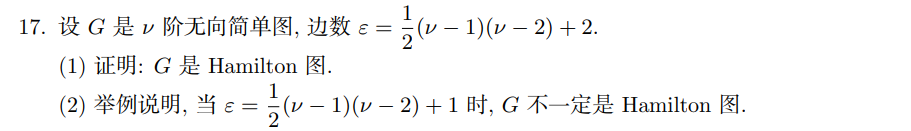 17. 设 G 是 ν 阶无向简单图, 边数 ε = \frac{1}{2}(ν − 1)(ν − 2) + 2.
(1) 证明: G 是 Hamilton 图.
(2) 举例说明, 当 ε = \frac{1}{2}(ν − 1)(ν − 2) + 1 时, G 不一定是 Hamilton 图.